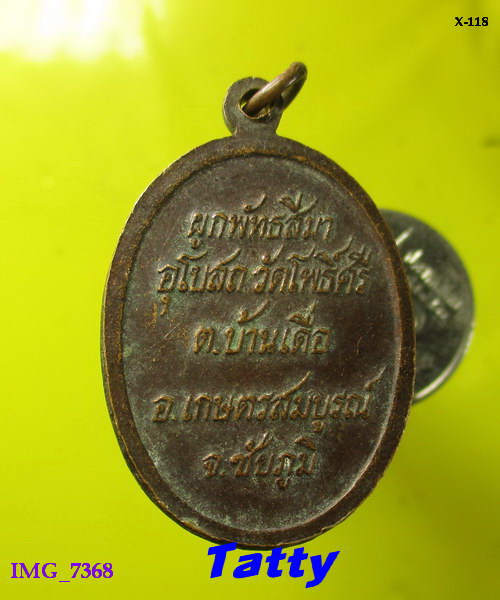 X-118
ผูกพัทธสีมา
อุโบสถ วัดโพธิ์ศรี
ต.บ้านเดื่อ
อ.เกษตรสมบูรณ์
จ.ชัยภูมิ
IMG_7368
Tatty